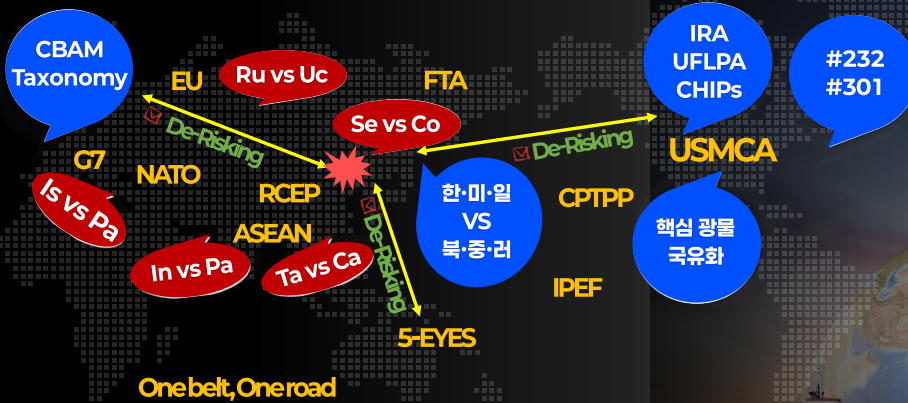 CBAM
Taxonomy
EU
Ru vs Uc
FTA
IRA
UFLPA
CHIPs
#232
#301
De-Risking
Se vs Co
De-Risking
USMCA
G7
NATO
RCEP
한·미·일
VS
북·중·러
CPTPP
Is vs Pa
ASEAN
De-Risking
핵심 광물
국유화
In vs Pa
Ta vs Ca
IPEF
5-EYES
One belt, One road